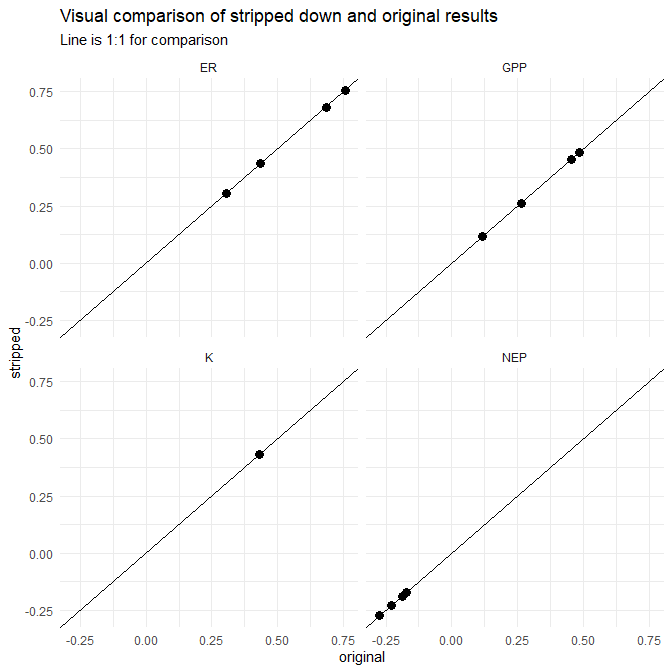 Visual comparison of stripped down and original results
Line is 1:1 for comparison
ER
GPP
0.75
0.50
0.25
0.00
-0.25
stripped
K
NEP
0.75
0.50
0.25
0.00
-0.25
-0.25 0.00 0.25 0.50 0.75
-0.25 0.00 0.25 0.50 0.75
original